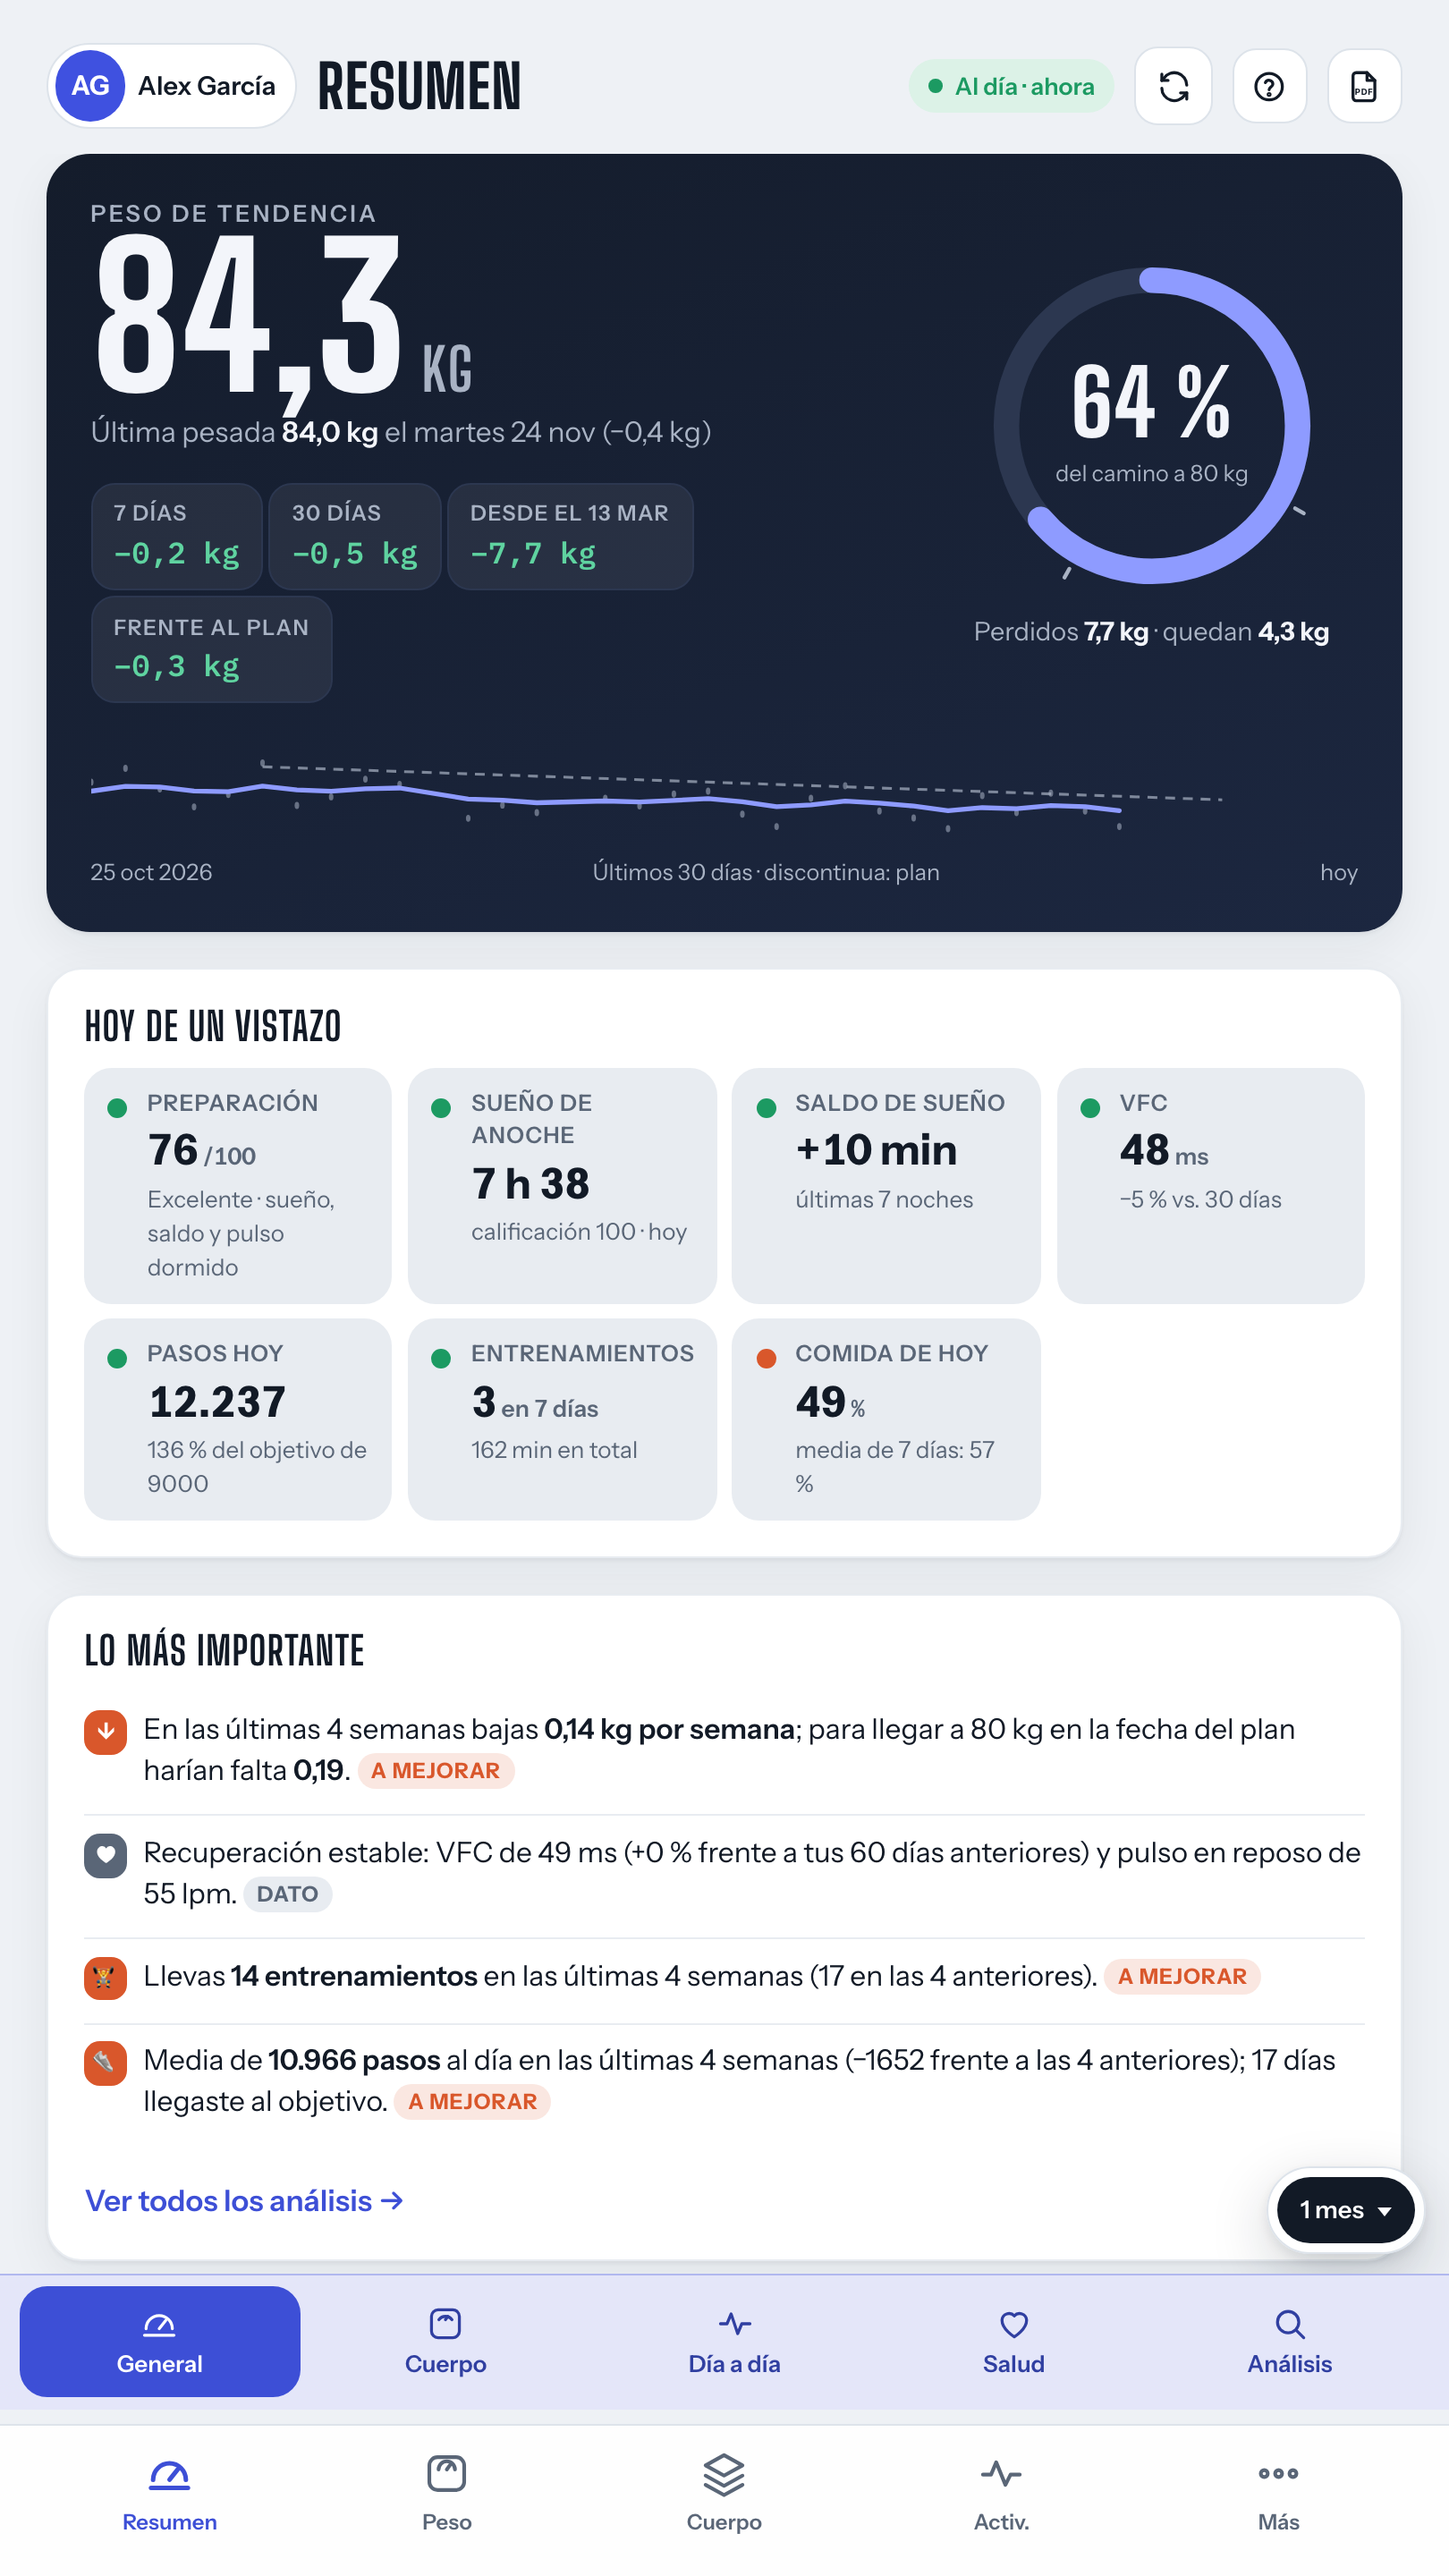 AG Alex García RESUMEN Al día · ahora PDF
PESO DE TENDENCIA
84,3 KG
Última pesada 84,0 kg el martes 24 nov (−0,4 kg)
7 DÍAS
−0,2 kg
30 DÍAS
−0,5 kg
DESDE EL 13 MAR
−7,7 kg
FRENTE AL PLAN
−0,3 kg
64 %
del camino a 80 kg
Perdidos 7,7 kg · quedan 4,3 kg
25 oct 2026
Últimos 30 días · discontinua: plan
hoy
HOY DE UN VISTAZO
PREPARACIÓN
76 /100
Excelente · sueño,
saldo y pulso
dormido
SUEÑO DE
ANOCHE
7 h 38
calificación 100 · hoy
SALDO DE SUEÑO
+10 min
últimas 7 noches
VFC
48 ms
−5 % vs. 30 días
PASOS HOY
12.237
136 % del objetivo de
9000
ENTRENAMIENTOS
3 en 7 días
162 min en total
COMIDA DE HOY
49 %
media de 7 días: 57
%
LO MÁS IMPORTANTE
En las últimas 4 semanas bajas 0,14 kg por semana; para llegar a 80 kg en la fecha del plan
harían falta 0,19. A MEJORAR
Recuperación estable: VFC de 49 ms (+0 % frente a tus 60 días anteriores) y pulso en reposo de
55 lpm. DATO
Llevas 14 entrenamientos en las últimas 4 semanas (17 en las 4 anteriores). A MEJORAR
Media de 10.966 pasos al día en las últimas 4 semanas (−1652 frente a las 4 anteriores); 17 días
llegaste al objetivo. A MEJORAR
Ver todos los análisis →
1 mes
General
Cuerpo
Día a día
Salud
Análisis
Resumen
Peso
Cuerpo
Activ.
Más